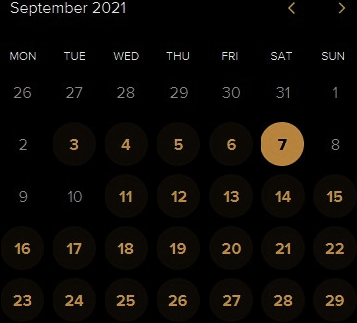 September 2021 < >
MON TUE WED THU FRI SAT SUN
26 27 28 29 30 31 1
2 3 4 5 6 7 8
9 10 11 12 13 14 15
16 17 18 19 20 21 22
23 24 25 26 27 28 29